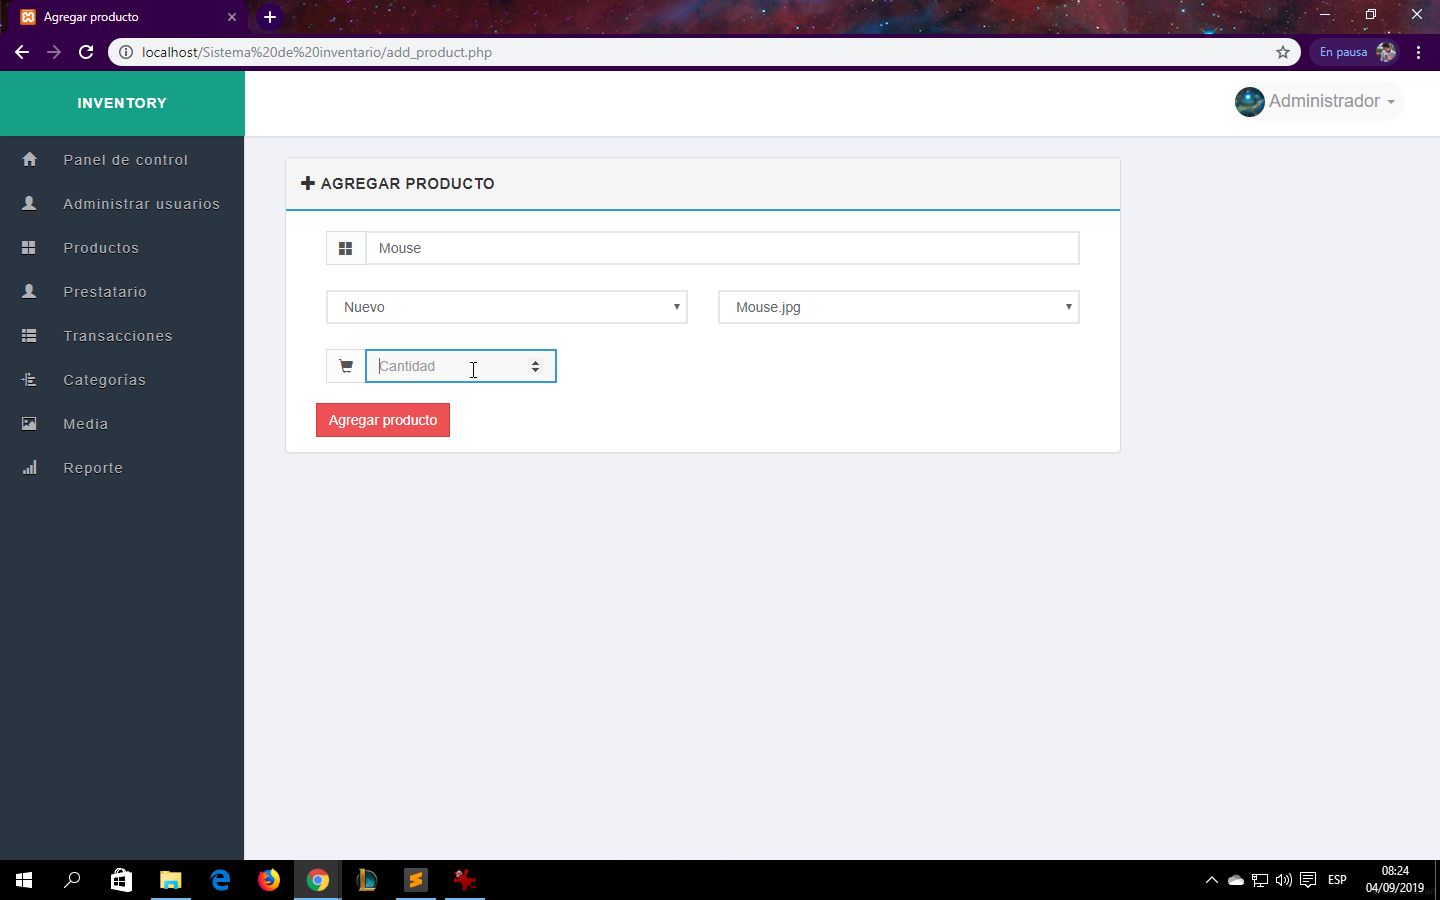 Agregar producto
localhost/Sistema%20de%20inventario/add_product.php
En pausa
INVENTORY
Administrador
Panel de control
Administrar usuarios
Productos
Prestatario
Transacciones
Categorías
Media
Reporte
AGREGAR PRODUCTO
Mouse
Nuevo
Mouse.jpg
Cantidad
Agregar producto
ESP
08:24
04/09/2019